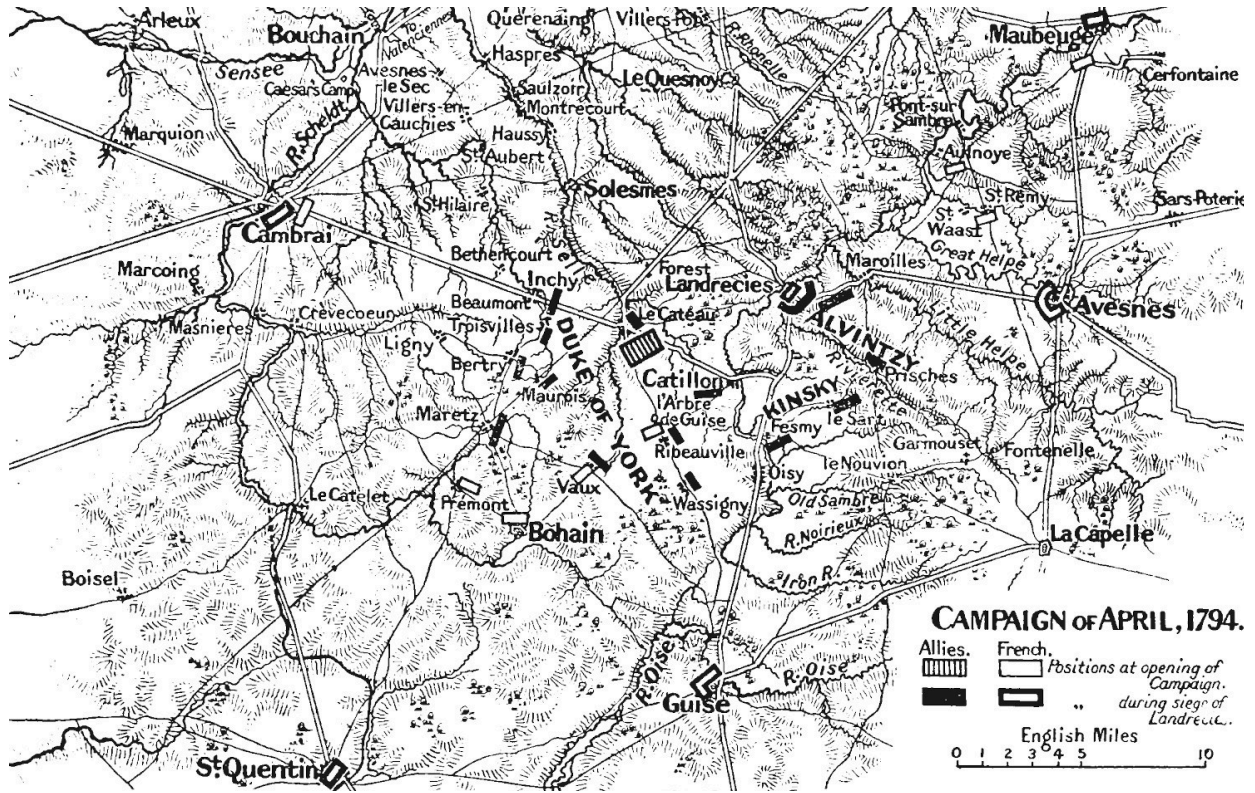 Arleux
Bouchain
To
Valenciennes
Querenaing
Villers Pol
R. Rhonelle
Maubeuge
Sensee
Haspres
Le Quesnoy
Cerfontaine
Caesar's Camp
Avesnes-
le Sec
Saulzoir
Montrecourt
Pont-sur
Sambre
Villers-en-
Cauchies
Marquion
R. Scheldt
Haussy
Aulnoye
St. Aubert
Solesmes
St. Remy
Sars Poterie
St. Hilaire
St.
Waast
Cambrai
R. Selle
Great Helpe
Bethencourt
Forest
Maroilles
Marcoing
Inchy
Landrecies
Beaumont
Le Cateau
Avesnes
Masnieres
Crevecoeur
Troisvilles
DUKE OF YORK
ALVINTZY
Little Helpe
Ligny
Bertry
Catillon
Rivierette
Prisches
Maurois
l'Arbre
de Guise
KINSKY
le Sart
Maretz
Fesmy
Garmouset
Ribeauville
Fontenelle
Oisy
le Nouvion
Vaux
Wassigny
Old Sambre
Le Catelet
Premont
Bohain
R. Noirieux
La Capelle
Boisel
Iron R.
R. Oise
R. Oise
Guise
St. Quentin
CAMPAIGN OF APRIL, 1794.
Allies. French.
Positions at opening of
Campaign.
" during siege of
Landrecies.
English Miles
0 1 2 3 4 5 10